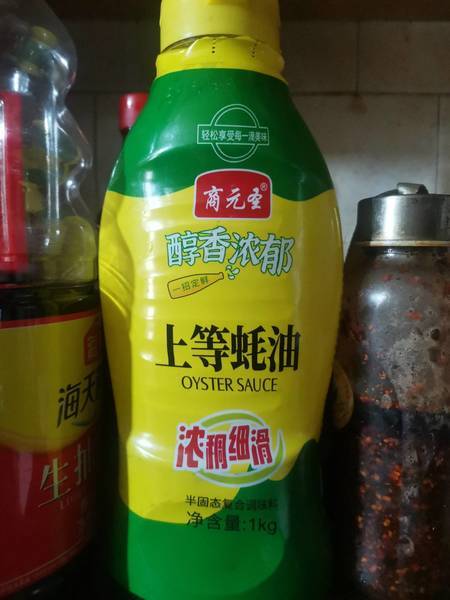 轻松享受每一滴美味
商元圣®
醇香浓郁
一招定鲜
上等蚝油
OYSTER SAUCE
浓稠细滑
半固态复合调味料
净含量:1kg
海天
生抽